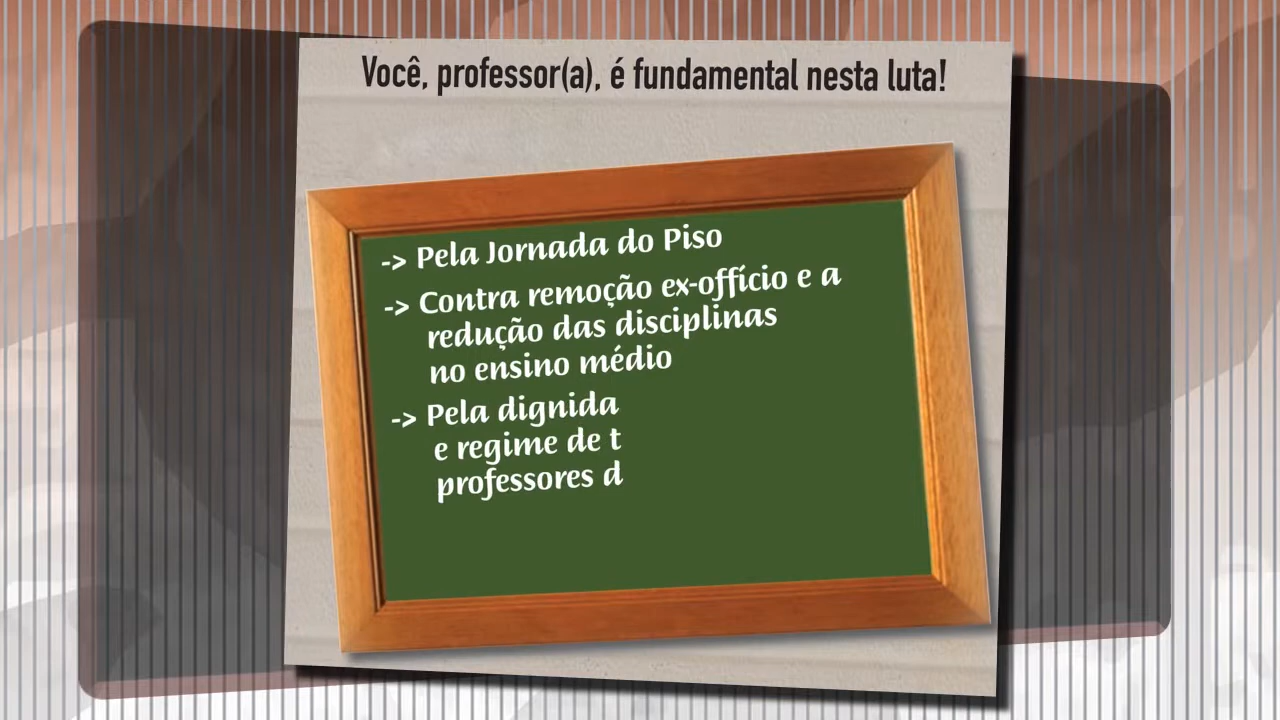 Você, professor(a), é fundamental nesta luta!
-> Pela Jornada do Piso
-> Contra remoção ex-offício e a
redução das disciplinas
no ensino médio
-> Pela dignida
e regime de t
professores d